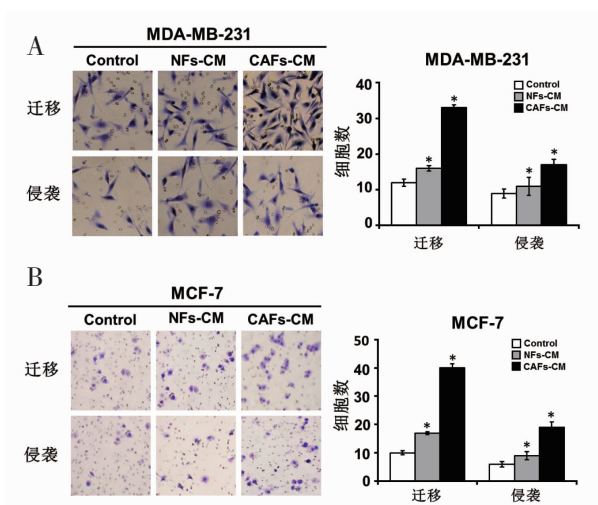 A
MDA-MB-231
Control NFs-CM CAFs-CM
迁移
侵袭
MDA-MB-231
细胞数
40
30
20
10
0
Control
NFs-CM
CAFs-CM
*
*
*
*
迁移 侵袭
B
MCF-7
Control NFs-CM CAFs-CM
迁移
侵袭
MCF-7
细胞数
50
40
30
20
10
0
Control
NFs-CM
CAFs-CM
*
*
*
*
迁移 侵袭